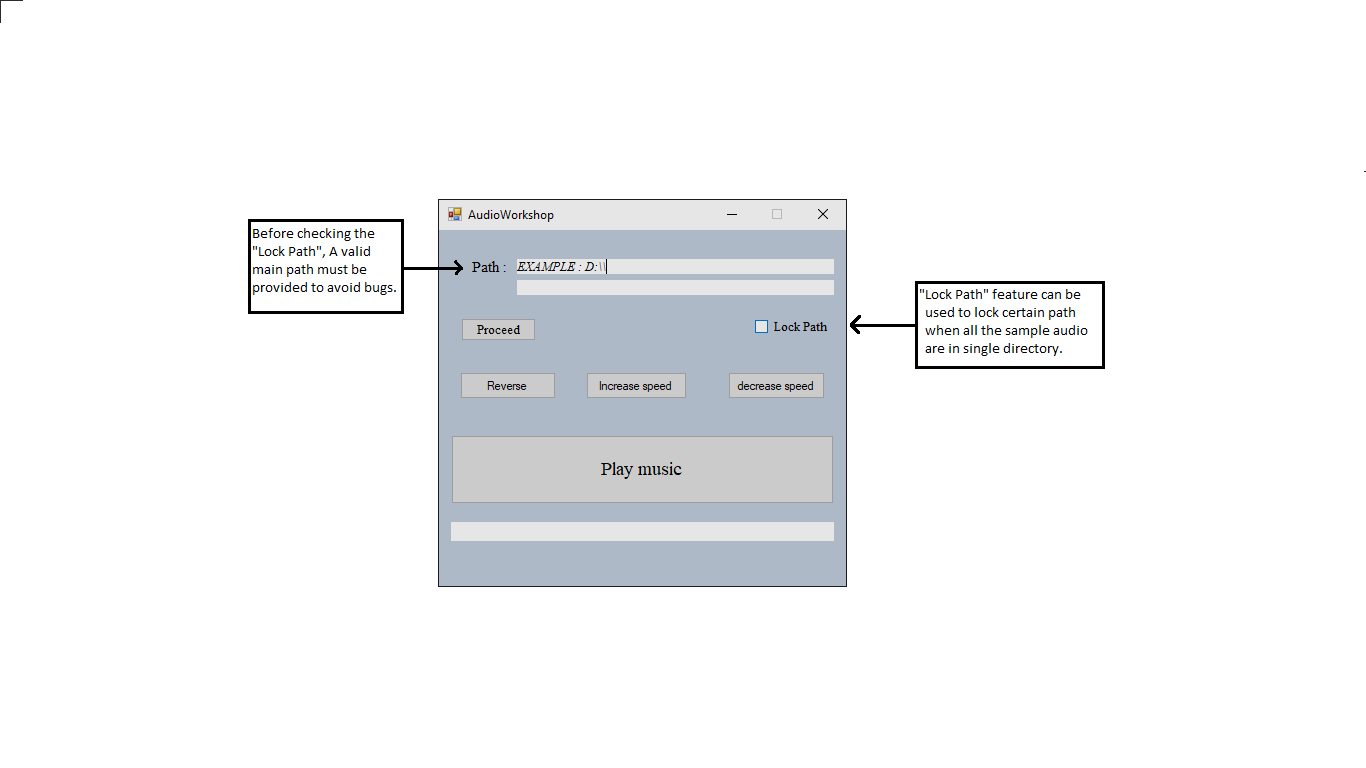 AudioWorkshop
Before checking the
"Lock Path", A valid
main path must be
provided to avoid bugs.
Path :
EXAMPLE : D:\\
"Lock Path" feature can be
used to lock certain path
when all the sample audio
are in single directory.
Proceed
Lock Path
Reverse
Increase speed
decrease speed
Play music